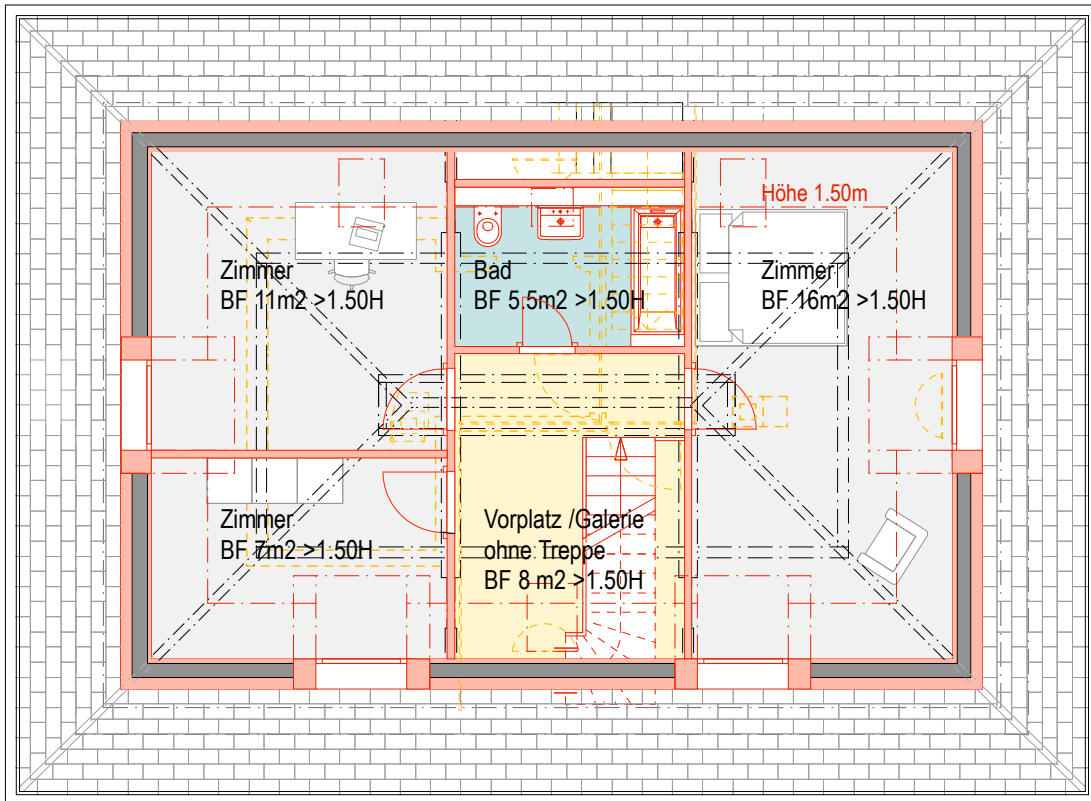 Höhe 1.50m
Zimmer
BF 11m2 >1.50H
Bad
BF 5.5m2 >1.50H
Zimmer
BF 16m2 >1.50H
Zimmer
BF 7m2 >1.50H
Vorplatz /Galerie
ohne Treppe
BF 8 m2 >1.50H